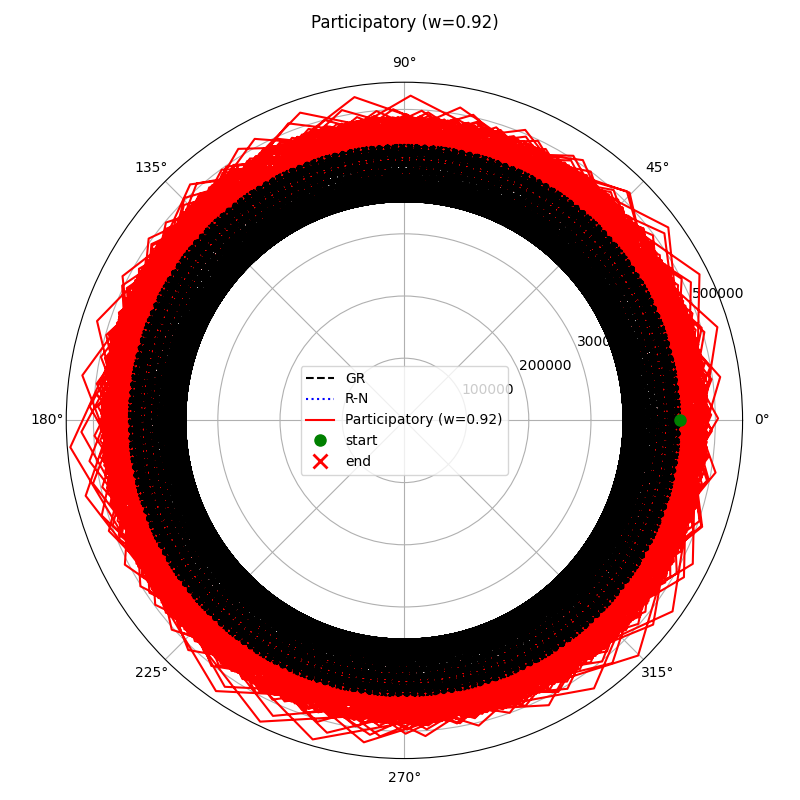 Participatory (w=0.92)
90°
135°
45°
500000
3000
200000
100000
GR
R-N
Participatory (w=0.92)
start
end
180°
0°
225°
315°
270°